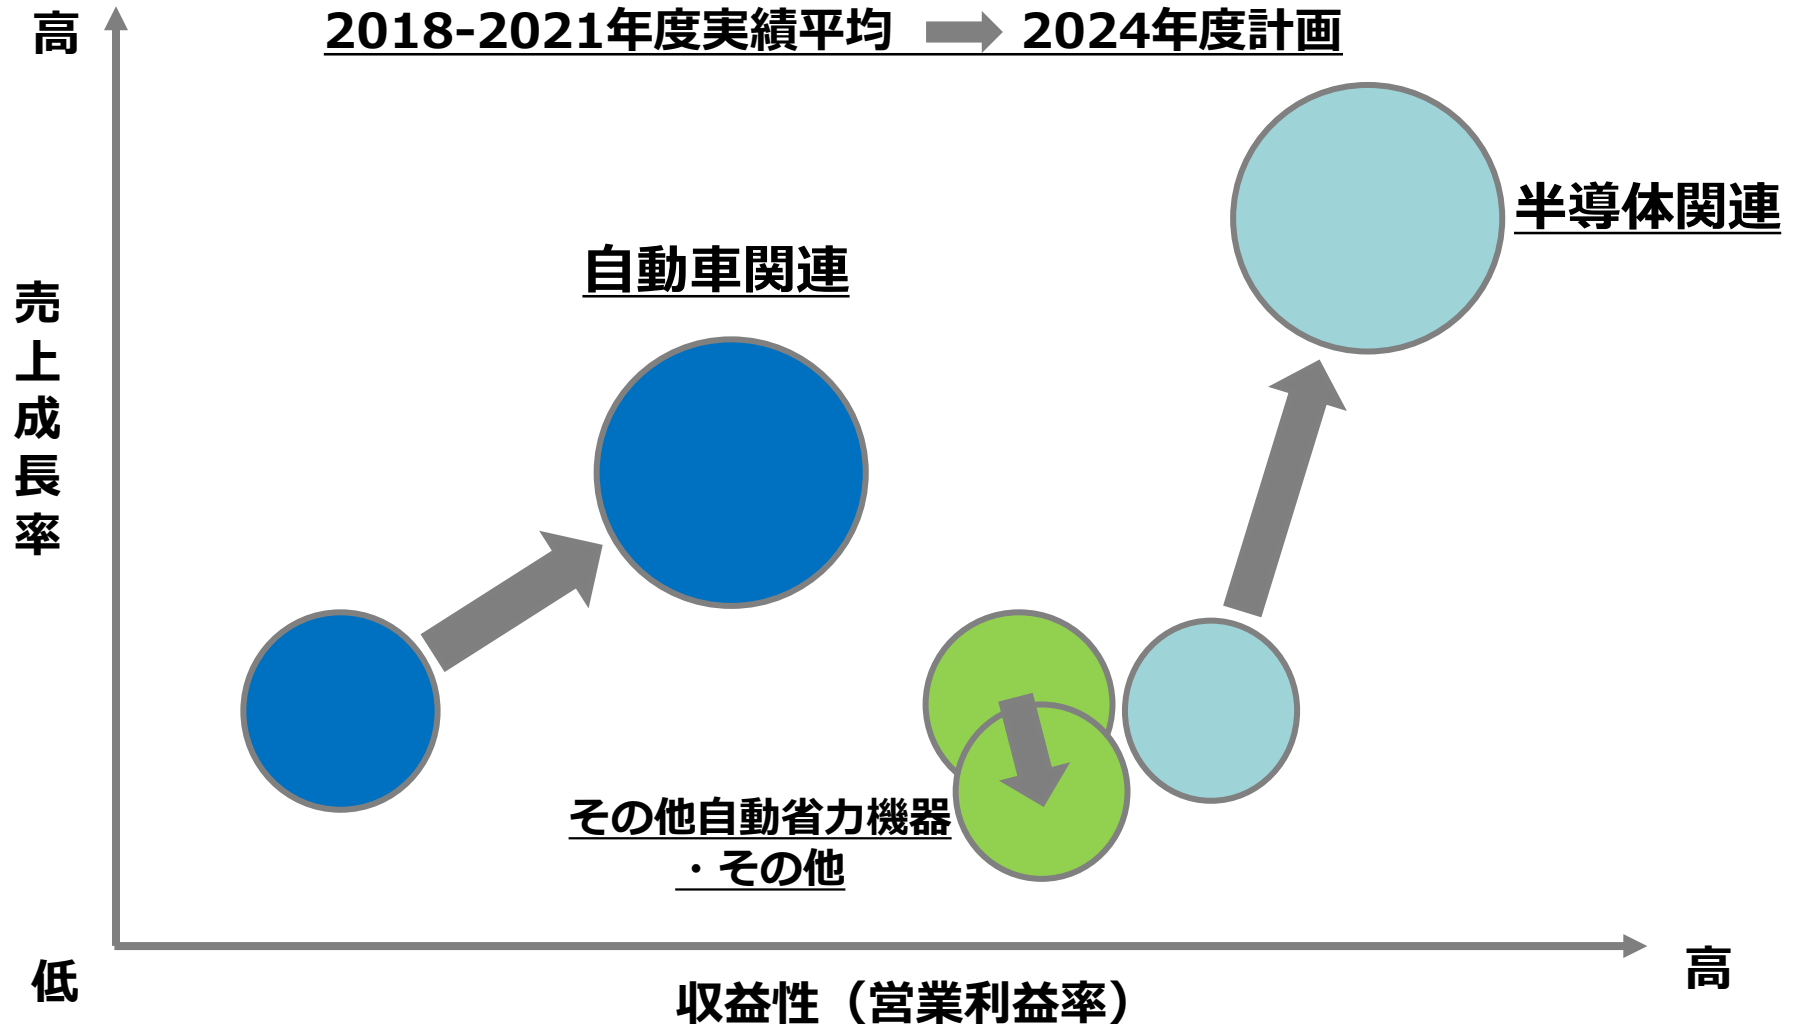 高
2018-2021年度実績平均 2024年度計画
半導体関連
自動車関連
売上成長率
その他自動省力機器
・その他
低
高
収益性（営業利益率）